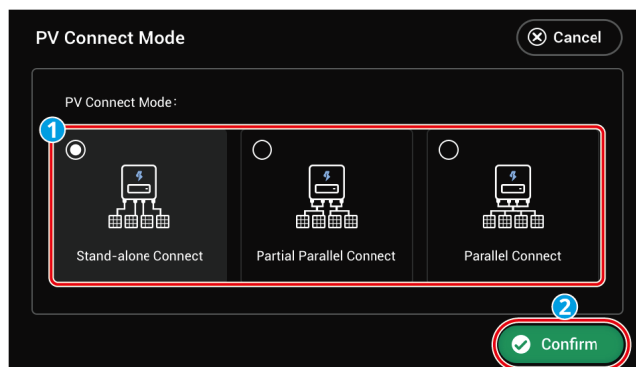 PV Connect Mode
Cancel
PV Connect Mode:
1
Stand-alone Connect
Partial Parallel Connect
Parallel Connect
2
Confirm